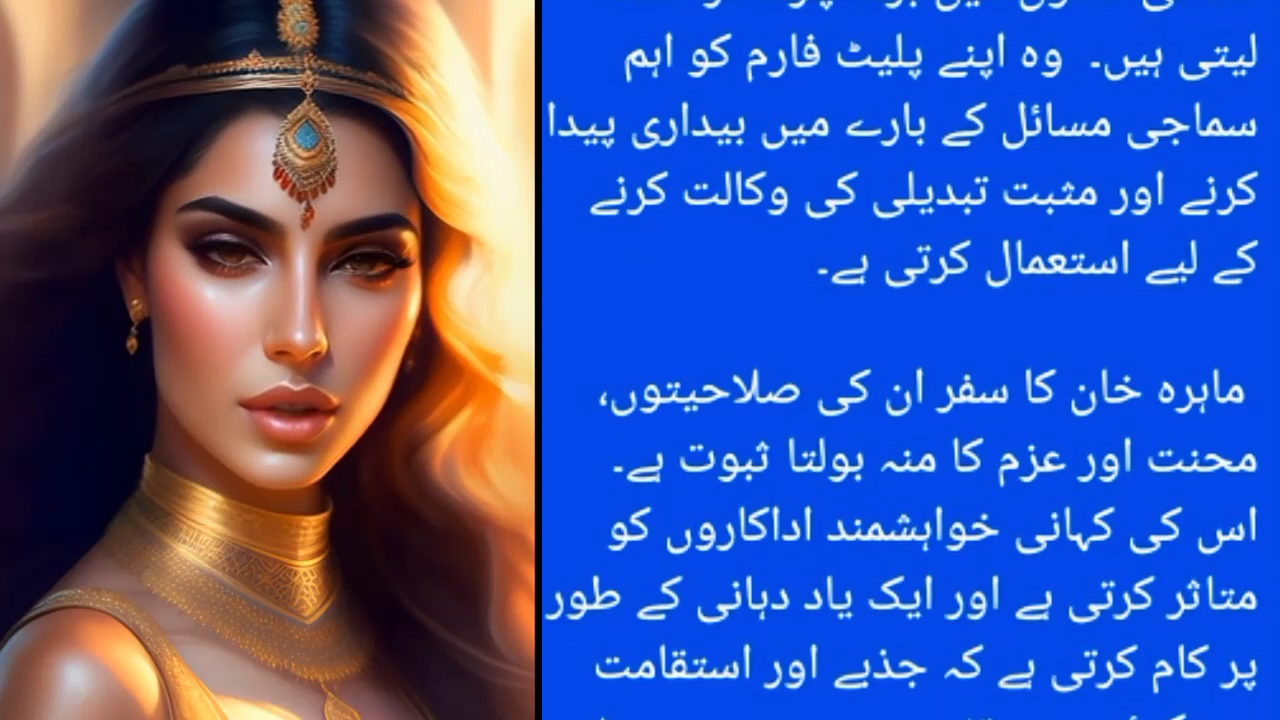 لیتی ہیں۔ وہ اپنے پلیٹ فارم کو اہم
سماجی مسائل کے بارے میں بیداری پیدا
کرنے اور مثبت تبدیلی کی وکالت کرنے
کے لیے استعمال کرتی ہے۔
ماہرہ خان کا سفر ان کی صلاحیتوں،
محنت اور عزم کا منہ بولتا ثبوت ہے۔
اس کی کہانی خواہشمند اداکاروں کو
متاثر کرتی ہے اور ایک یاد دہانی کے طور
پر کام کرتی ہے کہ جذبے اور استقامت